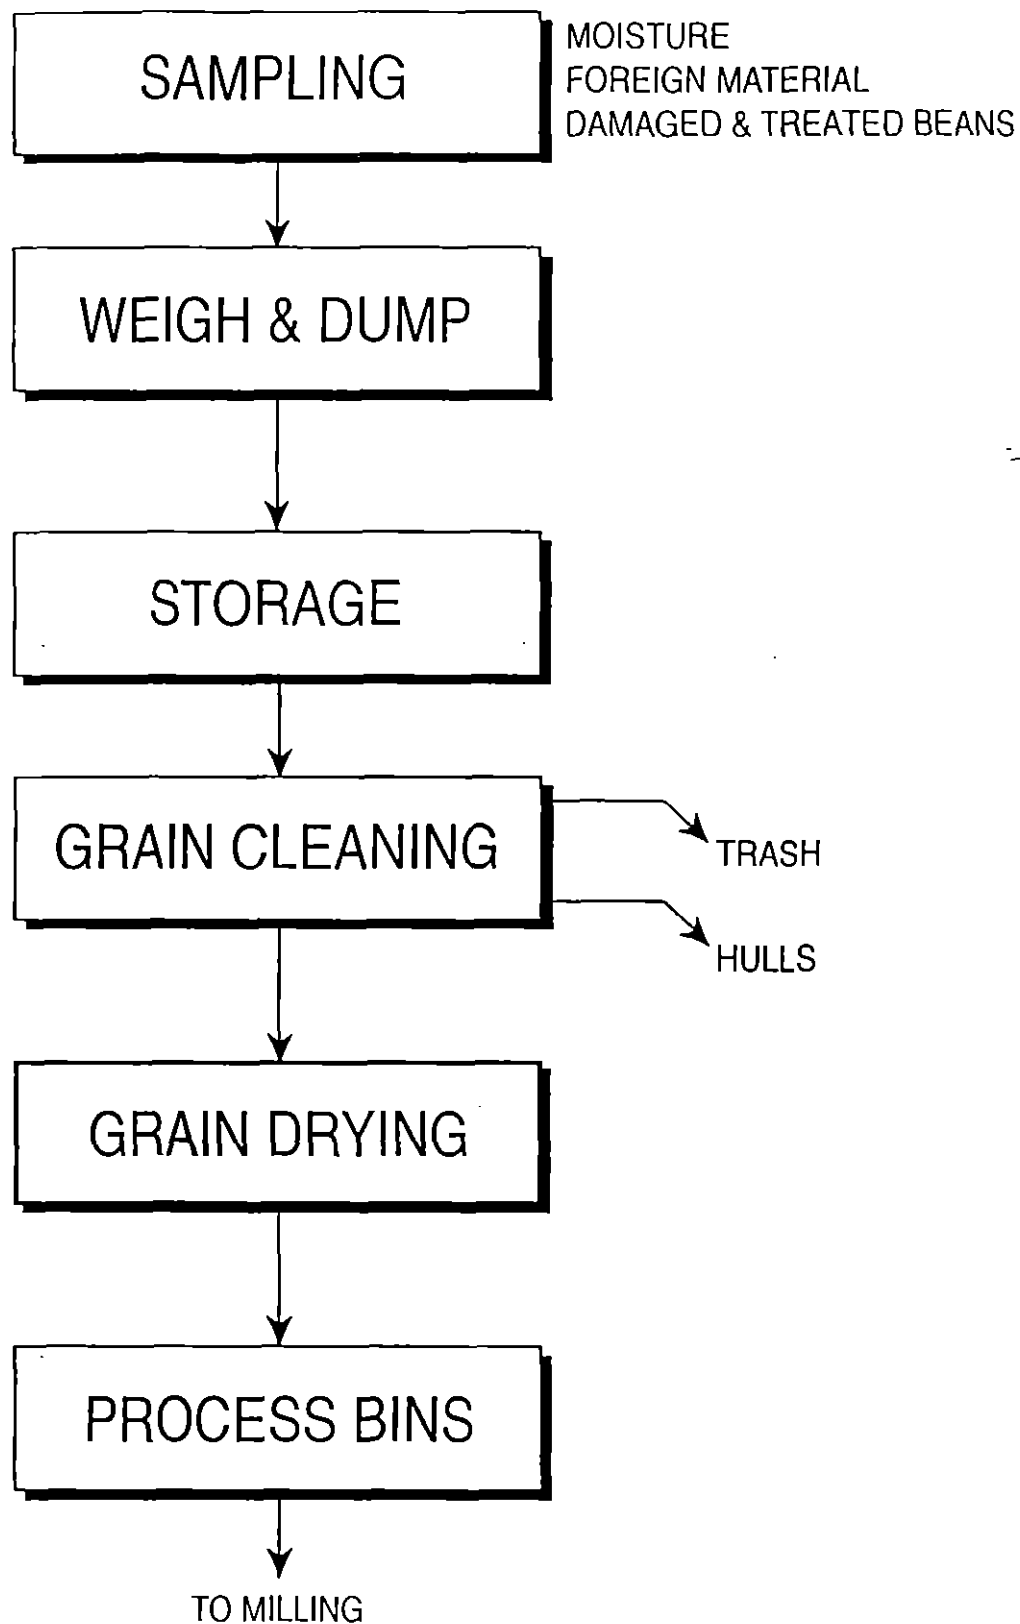 SAMPLING
MOISTURE
FOREIGN MATERIAL
DAMAGED & TREATED BEANS
WEIGH & DUMP
STORAGE
GRAIN CLEANING
TRASH
HULLS
GRAIN DRYING
PROCESS BINS
TO MILLING